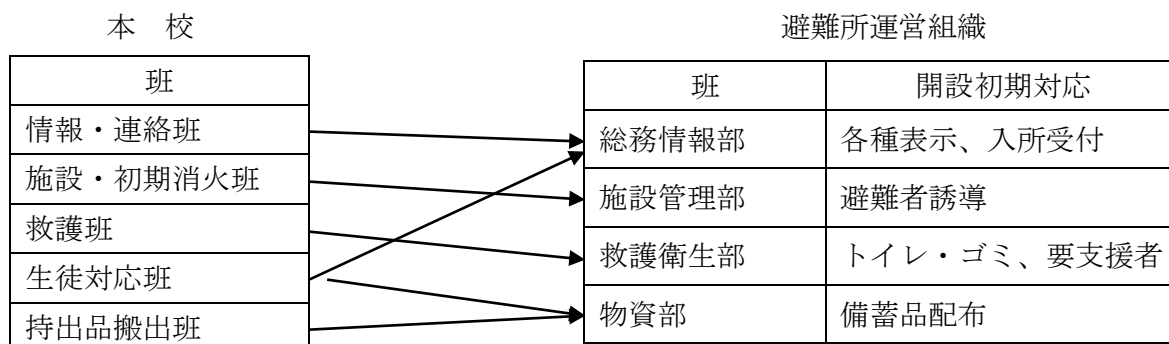 本 校
班
情報・連絡班
施設・初期消火班
救護班
生徒対応班
持出品搬出班
避難所運営組織
班 開設初期対応
総務情報部 各種表示、入所受付
施設管理部 避難者誘導
救護衛生部 トイレ・ゴミ、要支援者
物資部 備蓄品配布